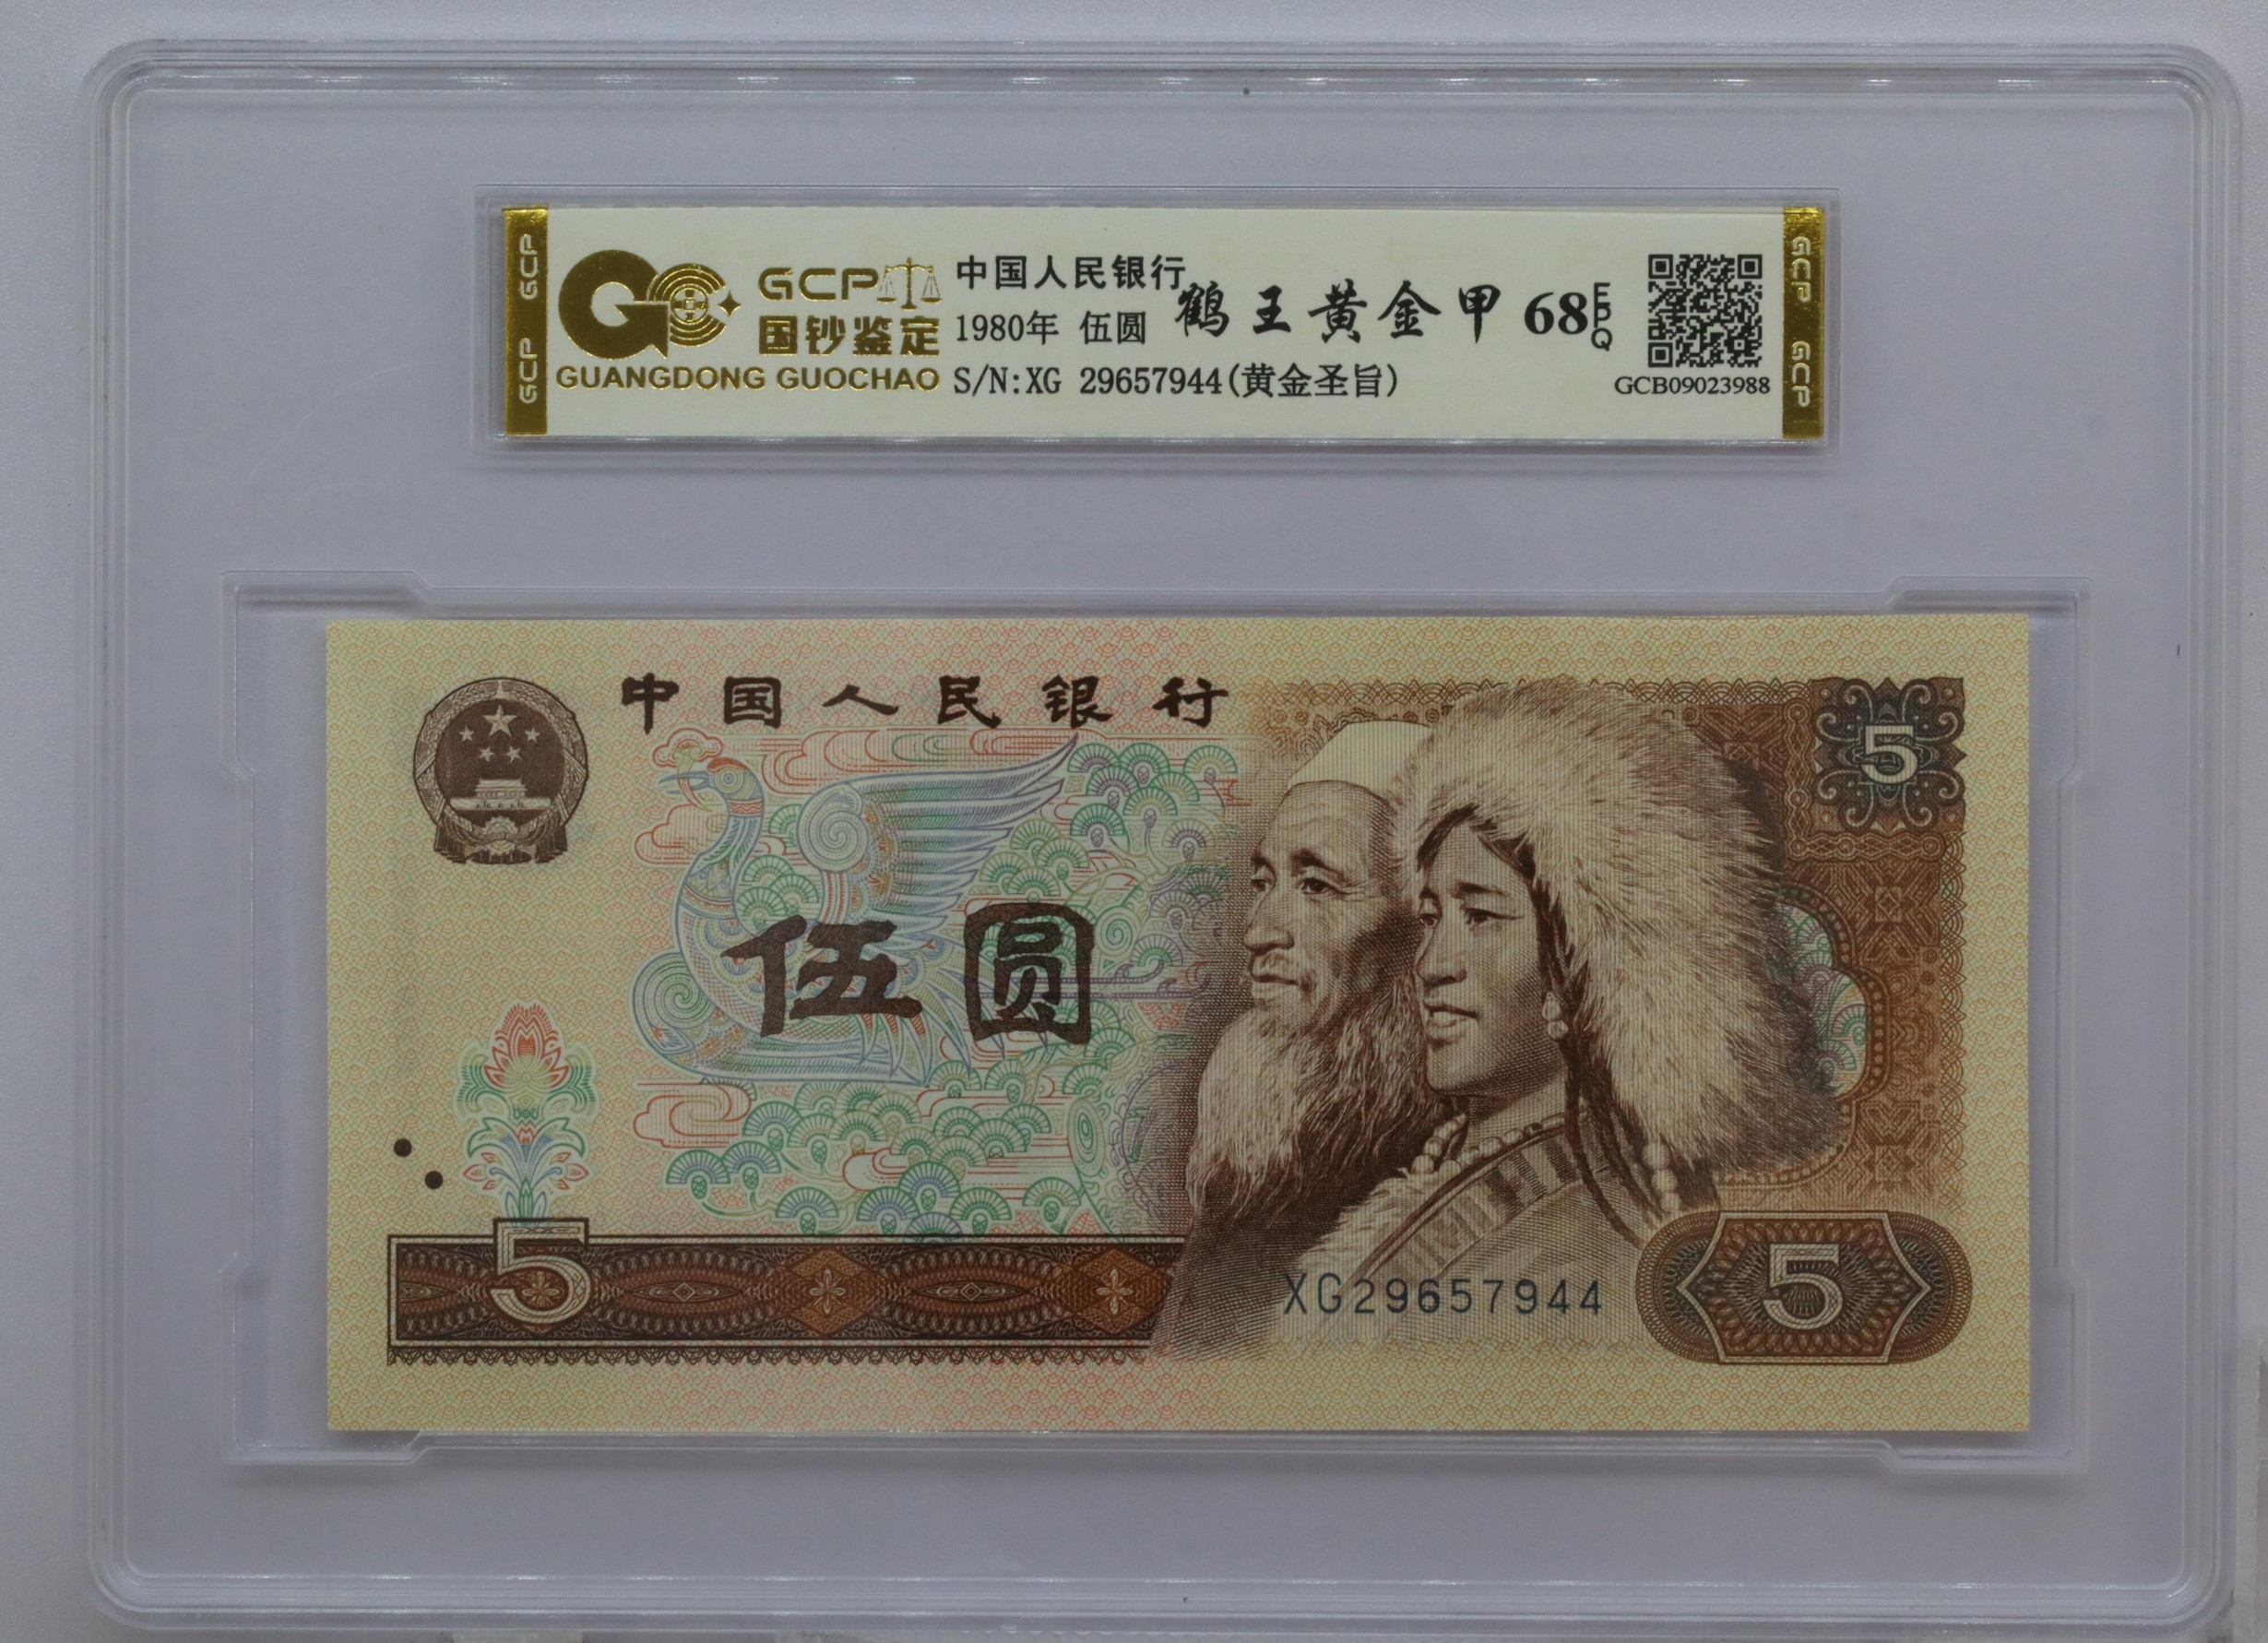 GCP GCP
GCP
国钞鉴定
GUANGDONG GUOCHAO
中国人民银行
1980年 伍圆
S/N:XG 29657944(黄金圣旨)
鹤王黄金甲 68 EPQ
GCB09023988
GCP GCP
中国人民银行
5
伍圆
5
XG29657944
5